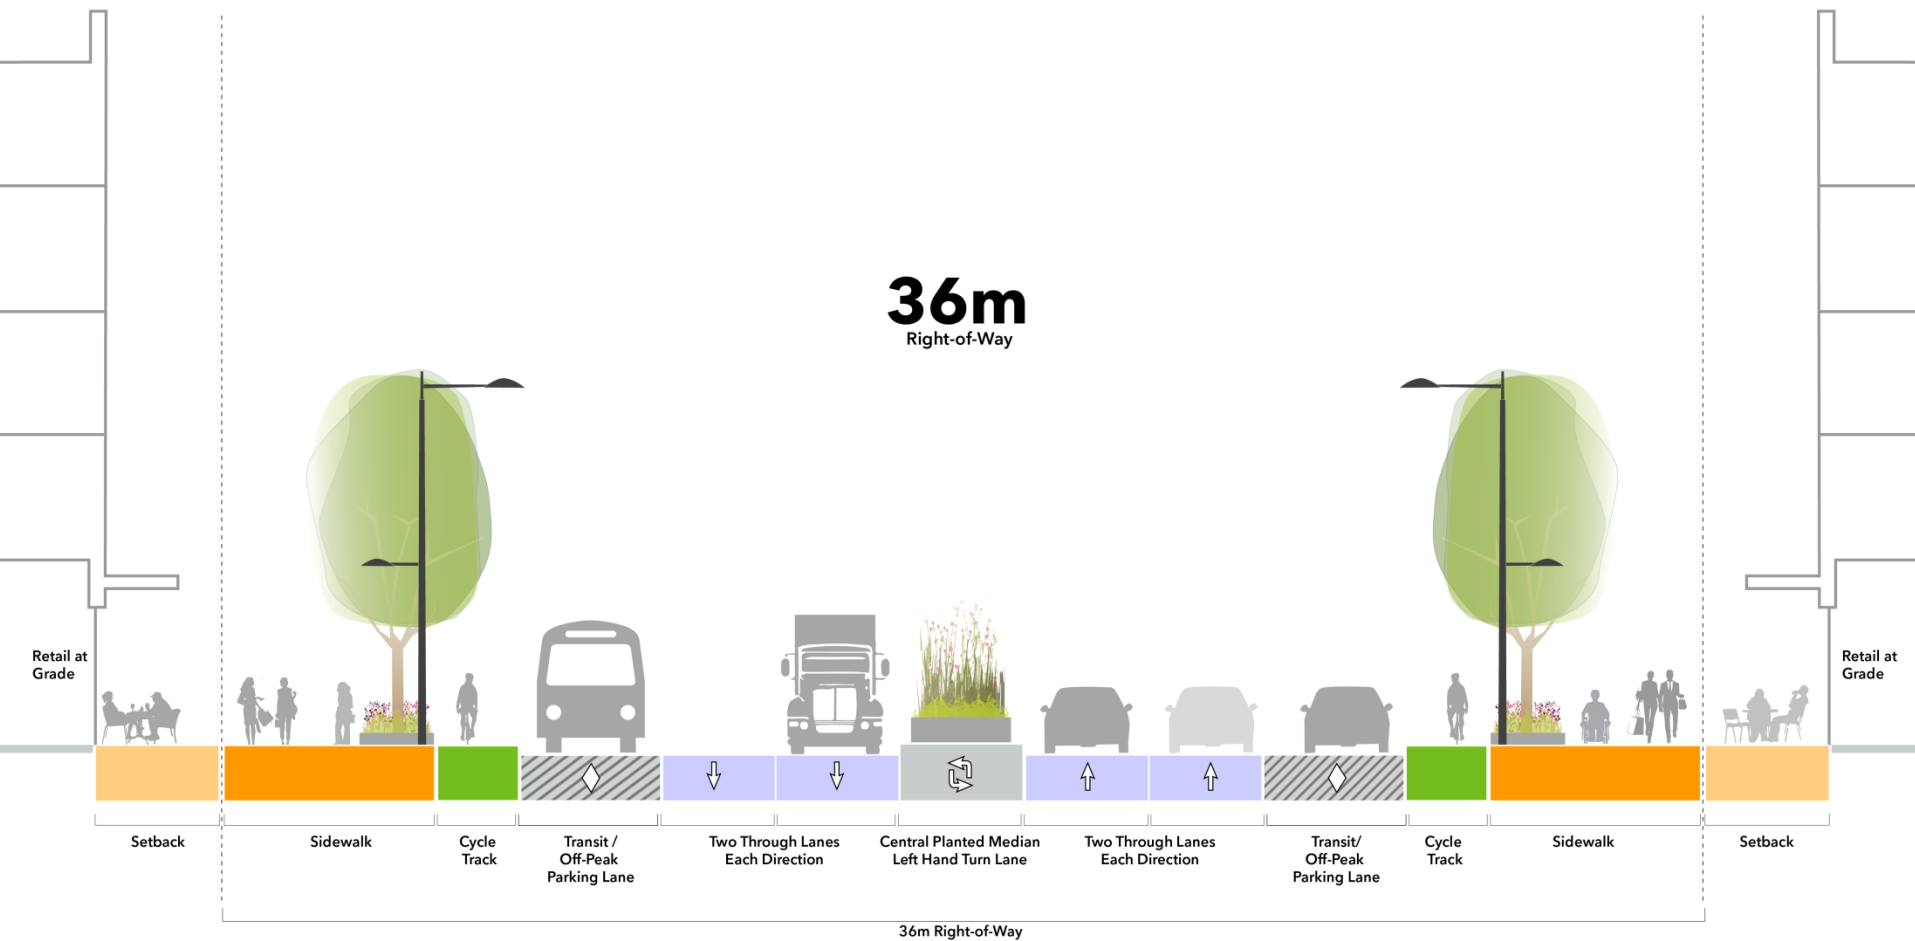 36m
Right-of-Way
Retail at
Grade
Retail at
Grade
Setback
Sidewalk
Cycle
Track
Transit /
Off-Peak
Parking Lane
Two Through Lanes
Each Direction
Central Planted Median
Left Hand Turn Lane
Two Through Lanes
Each Direction
Transit/
Off-Peak
Parking Lane
Cycle
Track
Sidewalk
Setback
36m Right-of-Way